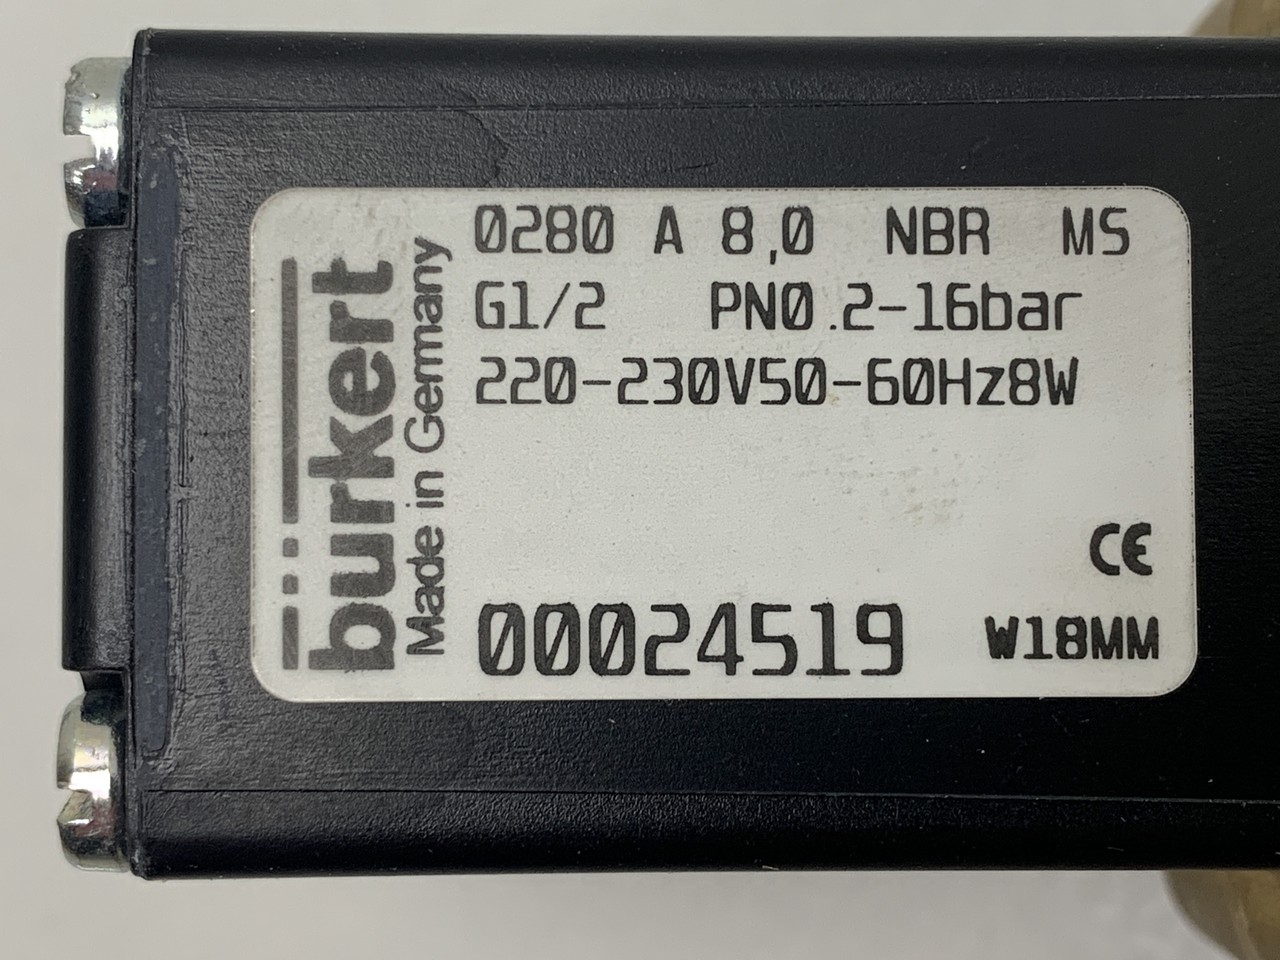 bürkert
Made in Germany
0280 A 8,0 NBR MS
G1/2 PN0.2-16bar
220-230V50-60Hz8W
CE
00024519 W18MM